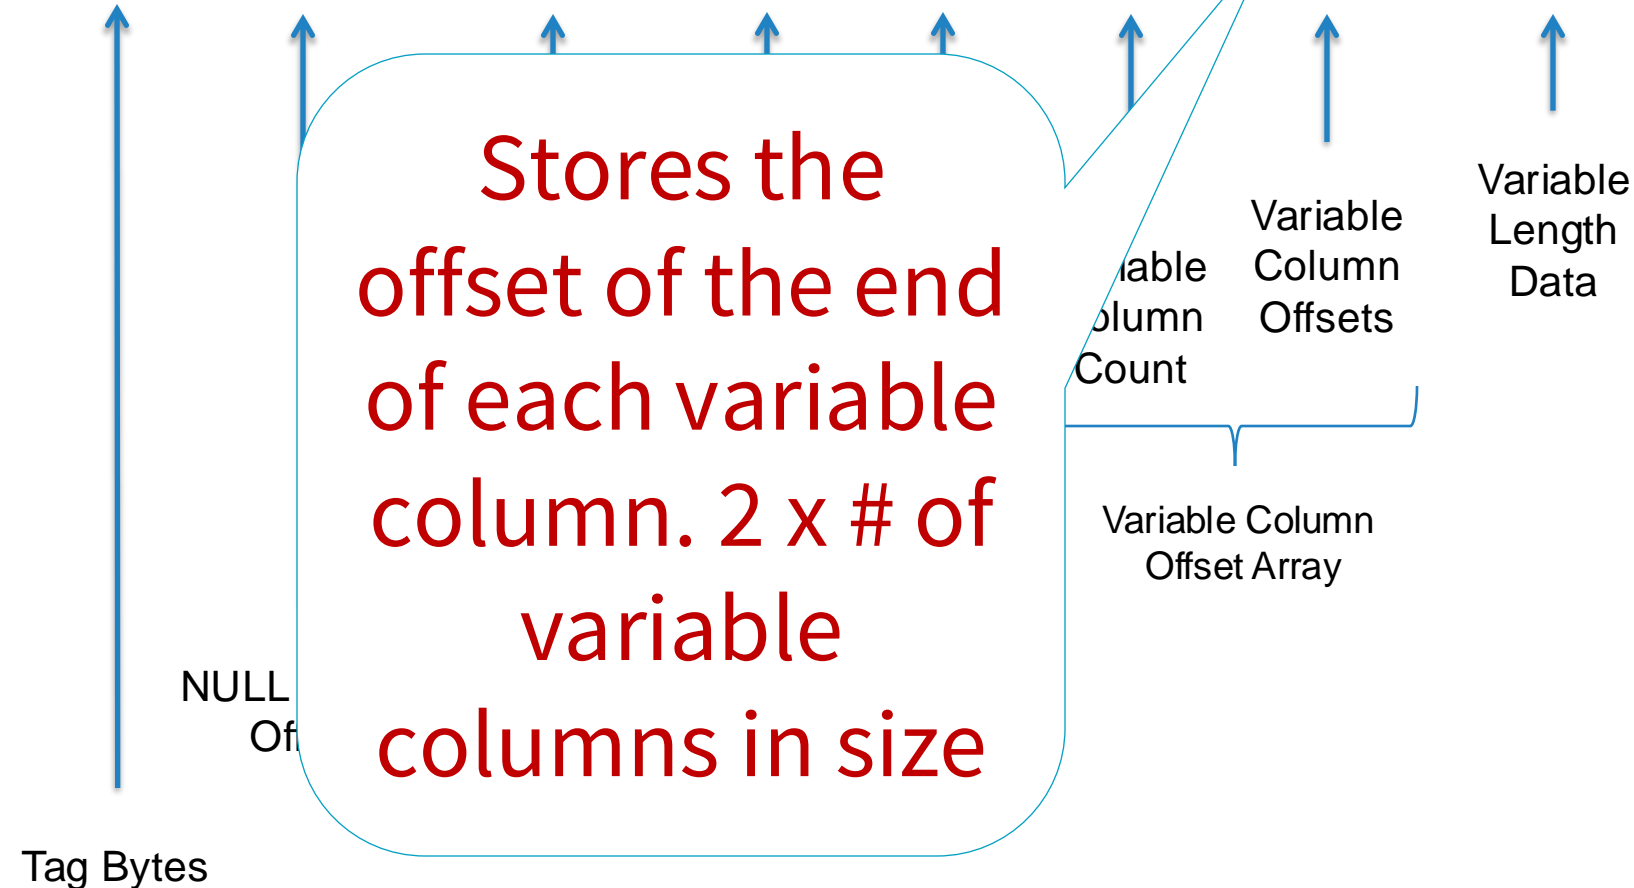 Stores the
offset of the end
of each variable
column. 2 x # of
variable
columns in size
Count
Variable
Column
Offsets
Variable
Length
Data
Variable Column
Offset Array
NULL
Tag Bytes